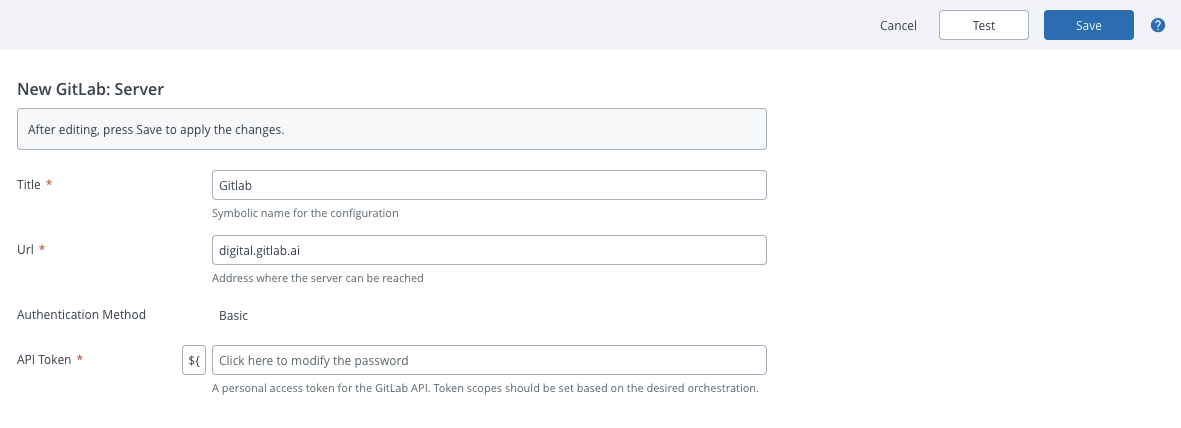 Cancel Test Save ?
New GitLab: Server
After editing, press Save to apply the changes.
Title * Gitlab
Symbolic name for the configuration
Url * digital.gitlab.ai
Address where the server can be reached
Authentication Method Basic
API Token * ${ Click here to modify the password
A personal access token for the GitLab API. Token scopes should be set based on the desired orchestration.